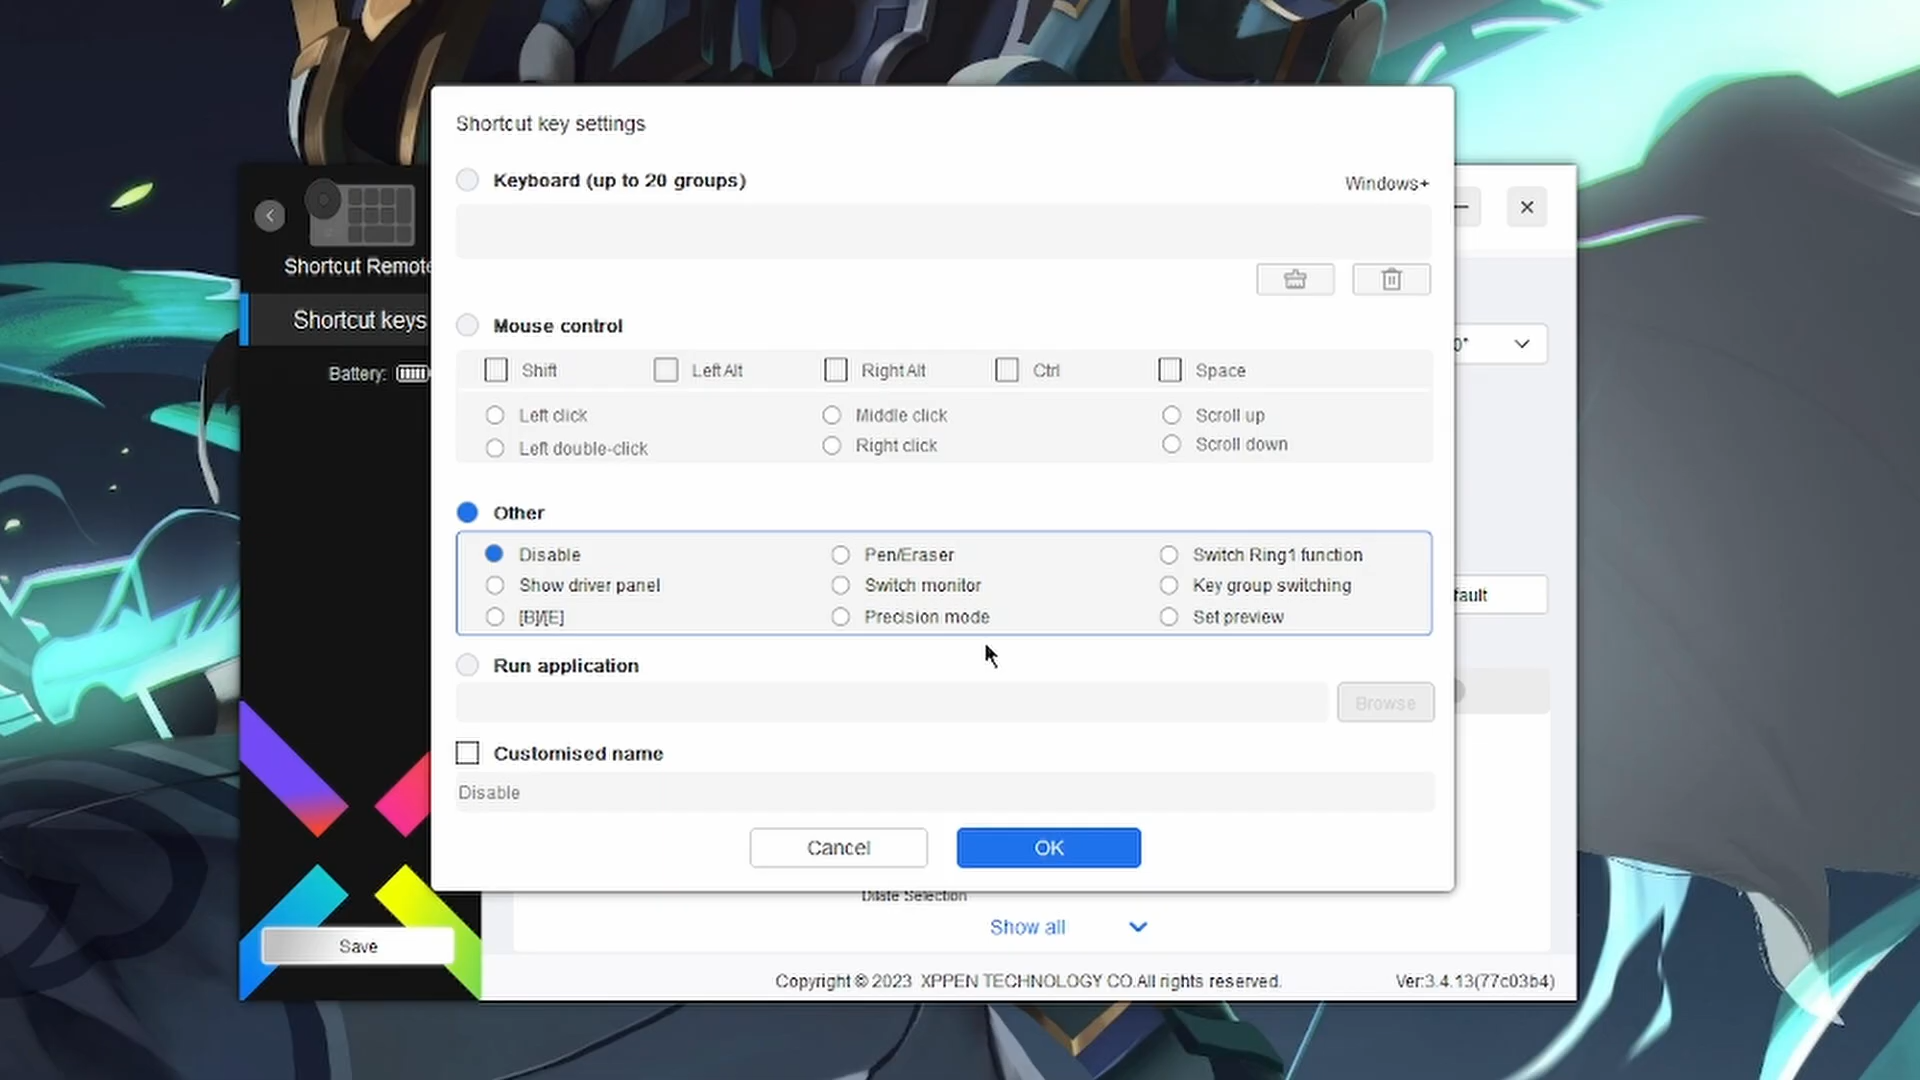 Shortcut key settings
Keyboard (up to 20 groups)
Windows+
Shortcut Remote
Shortcut keys
Battery:
Mouse control
Shift
Left Alt
Right Alt
Ctrl
Space
Left click
Middle click
Scroll up
Left double-click
Right click
Scroll down
0°
Other
Disable
Pen/Eraser
Switch Ring1 function
Show driver panel
Switch monitor
Key group switching
[B]/[E]
Precision mode
Set preview
fault
Run application
Browse
Customised name
Disable
Cancel
OK
Dilate Selection
Show all
Save
Copyright © 2023 XPPEN TECHNOLOGY CO.All rights reserved.
Ver:3.4.13(77c03b4)